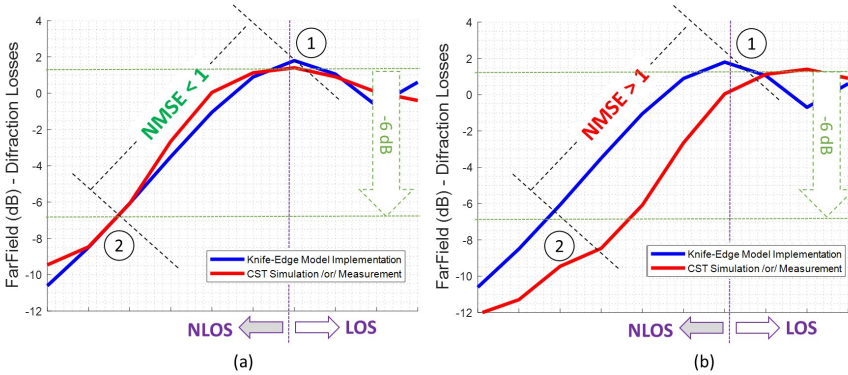 FarField (dB) - Difraction Losses
4
2
0
-2
-4
-6
-8
-10
-12
NMSE < 1
1
2
-6 dB
Knife-Edge Model Implementation
CST Simulation /or/ Measurement
NLOS
LOS
(a)
FarField (dB) - Difraction Losses
4
2
0
-2
-4
-6
-8
-10
-12
NMSE > 1
1
2
-6 dB
Knife-Edge Model Implementation
CST Simulation /or/ Measurement
NLOS
LOS
(b)